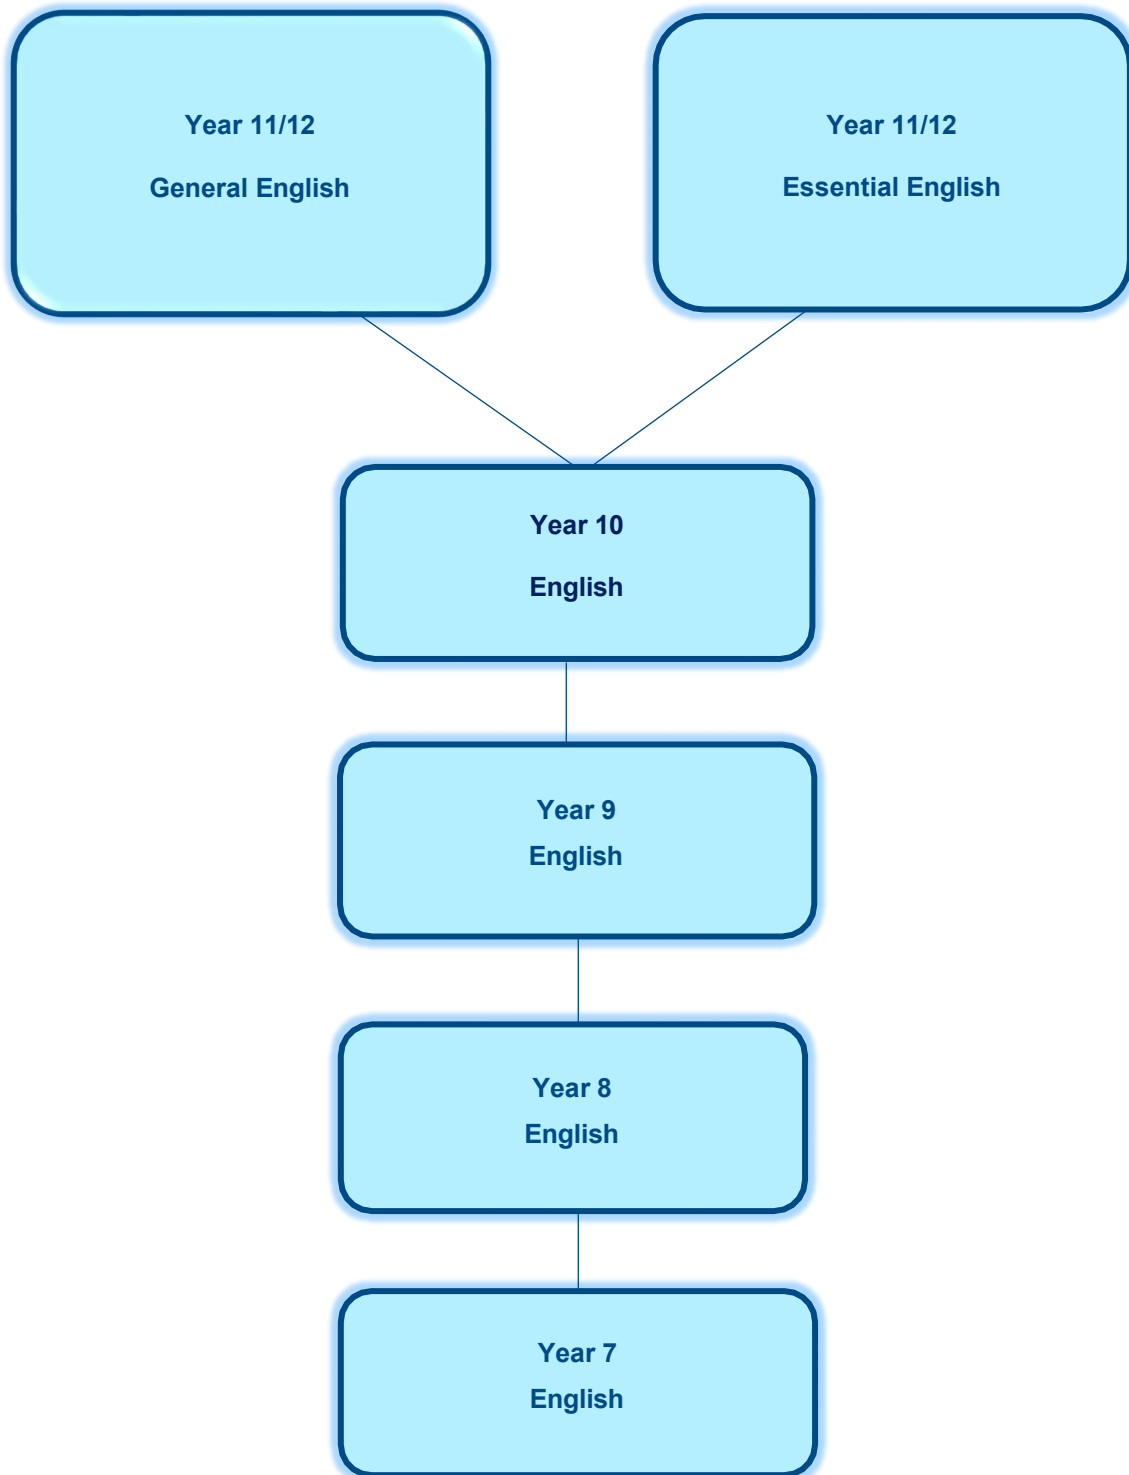 Year 11/12
General English
Year 11/12
Essential English
Year 10
English
Year 9
English
Year 8
English
Year 7
English